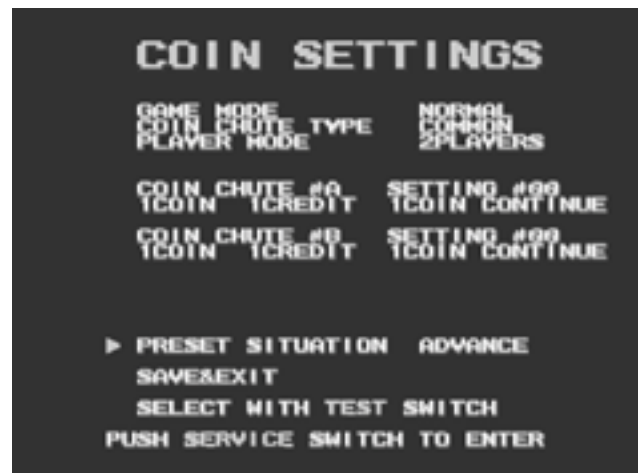 COIN SETTINGS
GAME MODE NORMAL
COIN CHUTE TYPE COMMON
PLAYER MODE 2PLAYERS
COIN CHUTE #A SETTING #00
1COIN 1CREDIT 1COIN CONTINUE
COIN CHUTE #B SETTING #00
1COIN 1CREDIT 1COIN CONTINUE
▶ PRESET SITUATION ADVANCE
SAVE&EXIT
SELECT WITH TEST SWITCH
PUSH SERVICE SWITCH TO ENTER